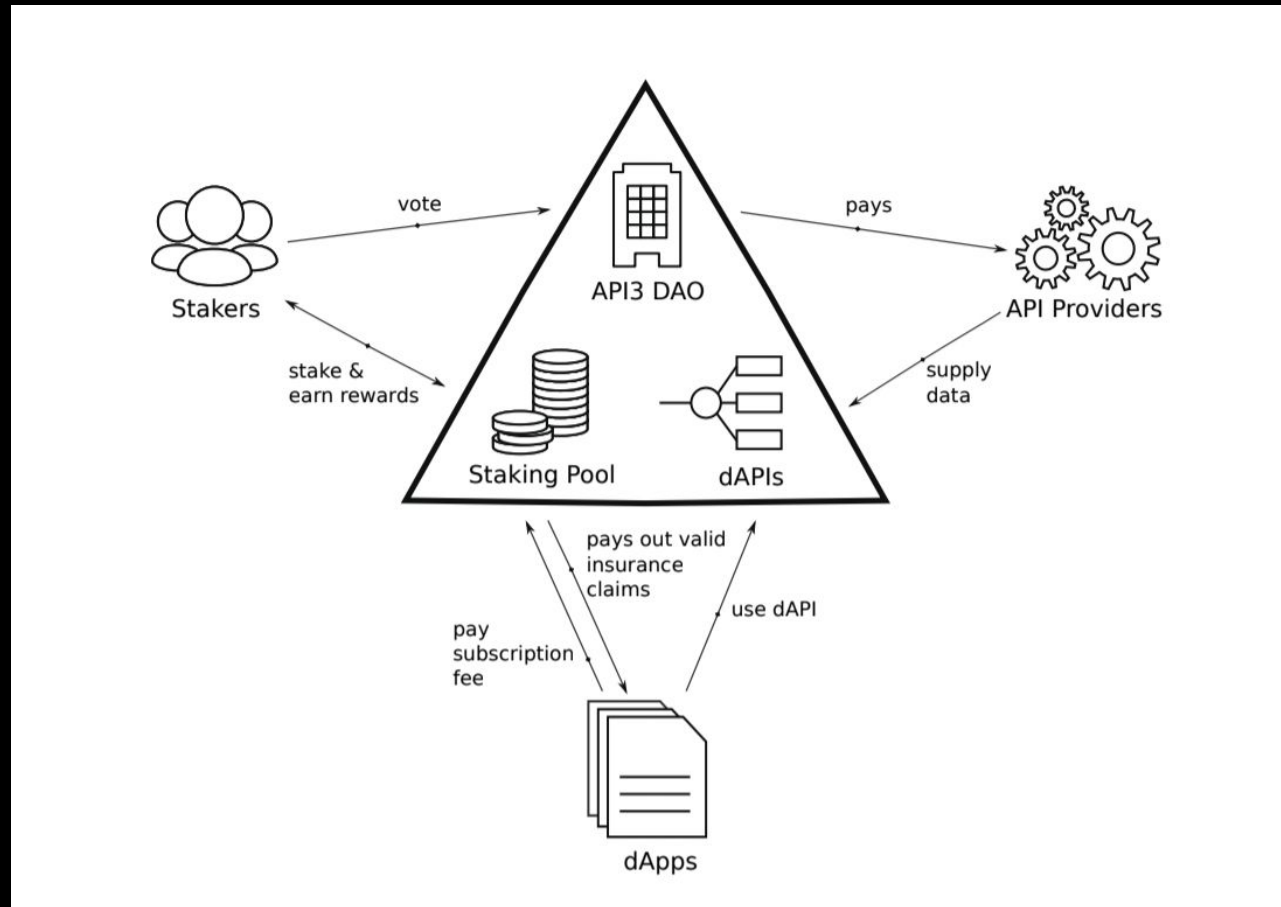 vote
pays
API3 DAO
Stakers
API Providers
stake &
earn rewards
supply
data
Staking Pool
dAPIs
pays out valid
insurance
claims
use dAPI
pay
subscription
fee
dApps